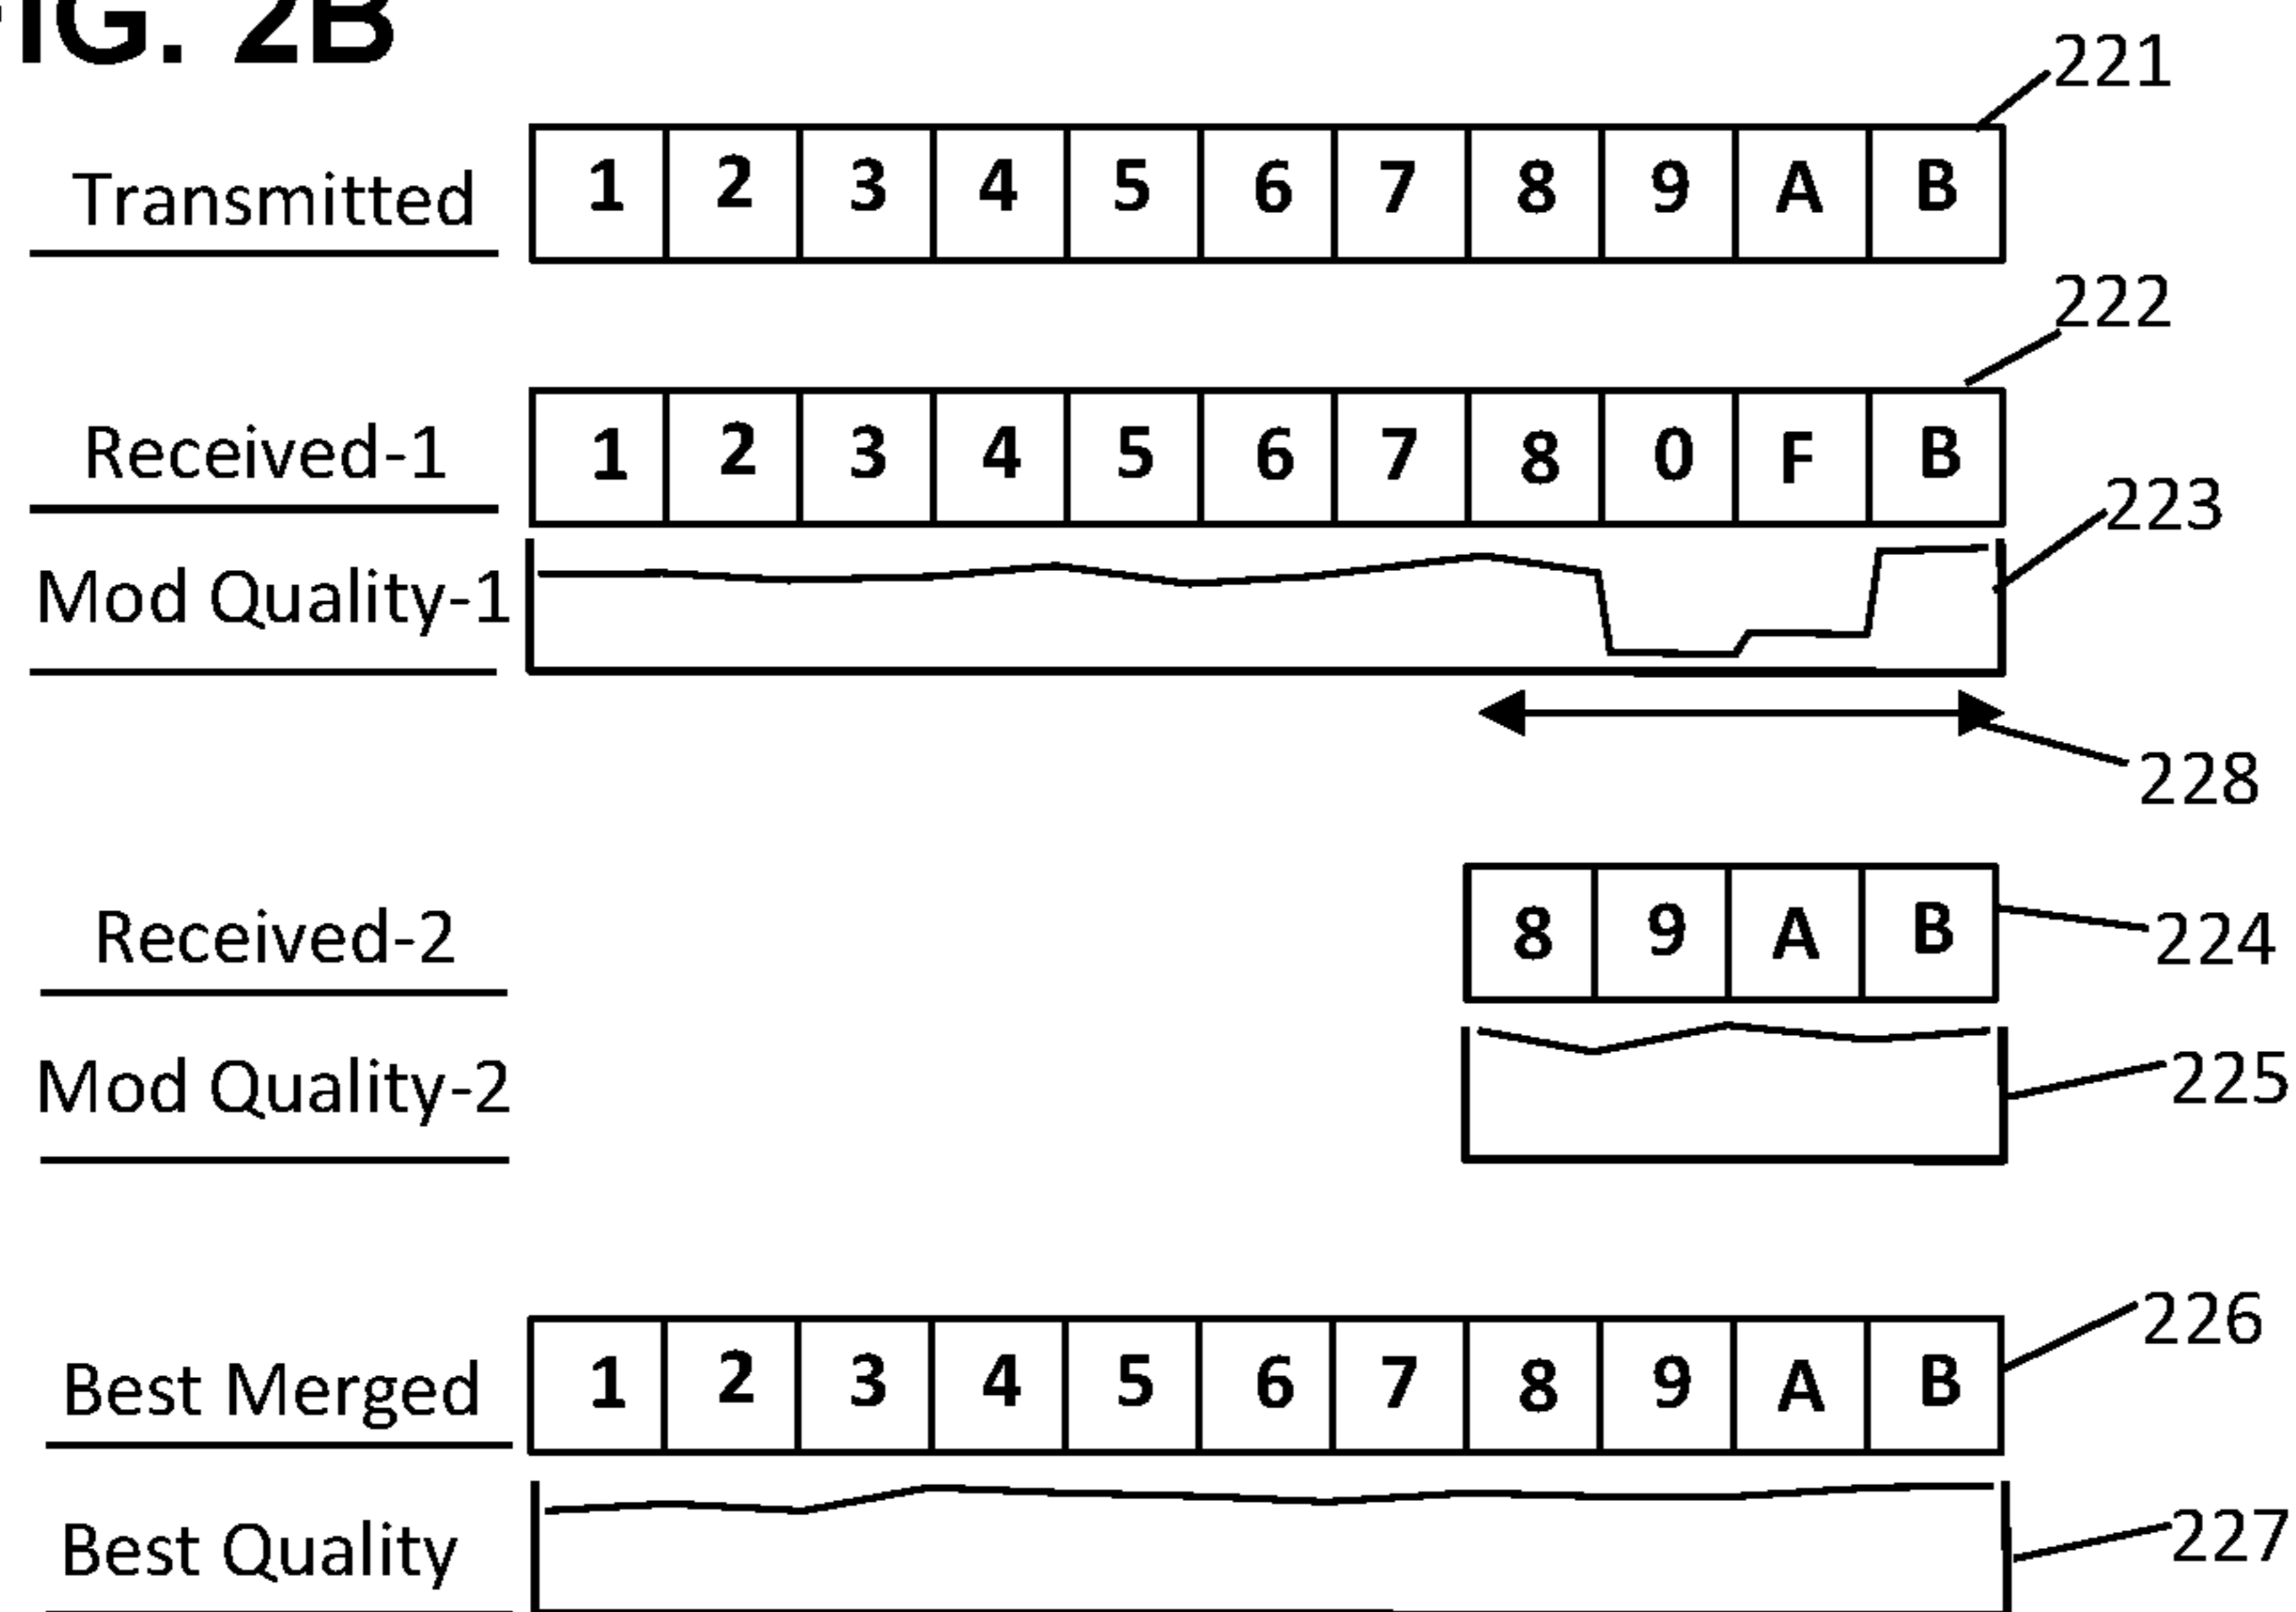 FIG. 2B
221
Transmitted 1 2 3 4 5 6 7 8 9 A B
222
Received-1 1 2 3 4 5 6 7 8 0 F B
223
Mod Quality-1
228
Received-2 8 9 A B 224
Mod Quality-2 225
226
Best Merged 1 2 3 4 5 6 7 8 9 A B
Best Quality 227